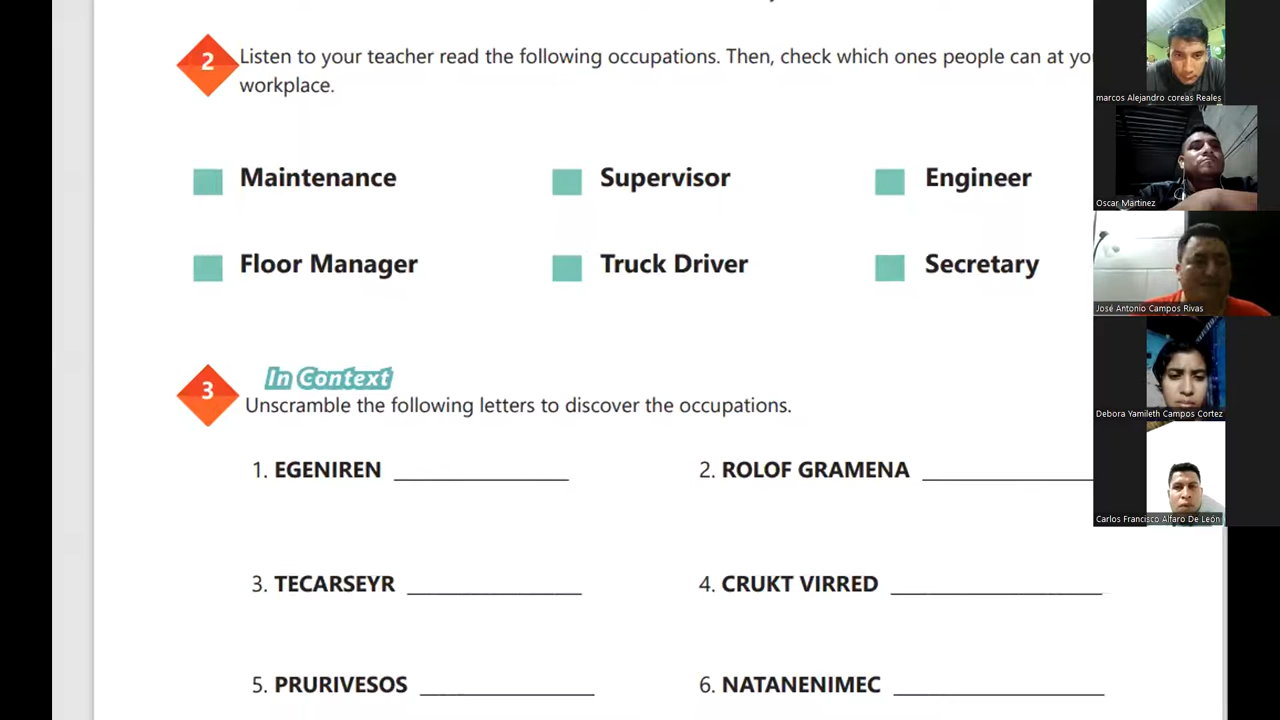 2
Listen to your teacher read the following occupations. Then, check which ones people can at you
workplace.
Maintenance
Supervisor
Engineer
Floor Manager
Truck Driver
Secretary
3
In Context
Unscramble the following letters to discover the occupations.
1. EGENIREN
2. ROLOF GRAMENA
3. TECARSEYR
4. CRUKT VIRRED
5. PRURIVESOS
6. NATANENIMEC
marcos Alejandro coreas Reales
Oscar Martinez
José Antonio Campos Rivas
Debora Yamileth Campos Cortez
Carlos Francisco Alfaro De León